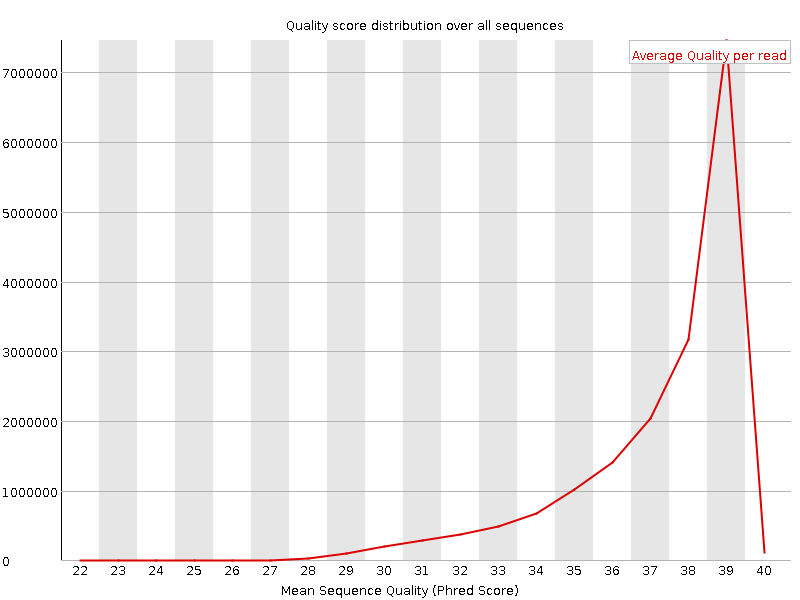 Quality score distribution over all sequences
Average Quality per read
7000000
6000000
5000000
4000000
3000000
2000000
1000000
0
22 23 24 25 26 27 28 29 30 31 32 33 34 35 36 37 38 39 40
Mean Sequence Quality (Phred Score)